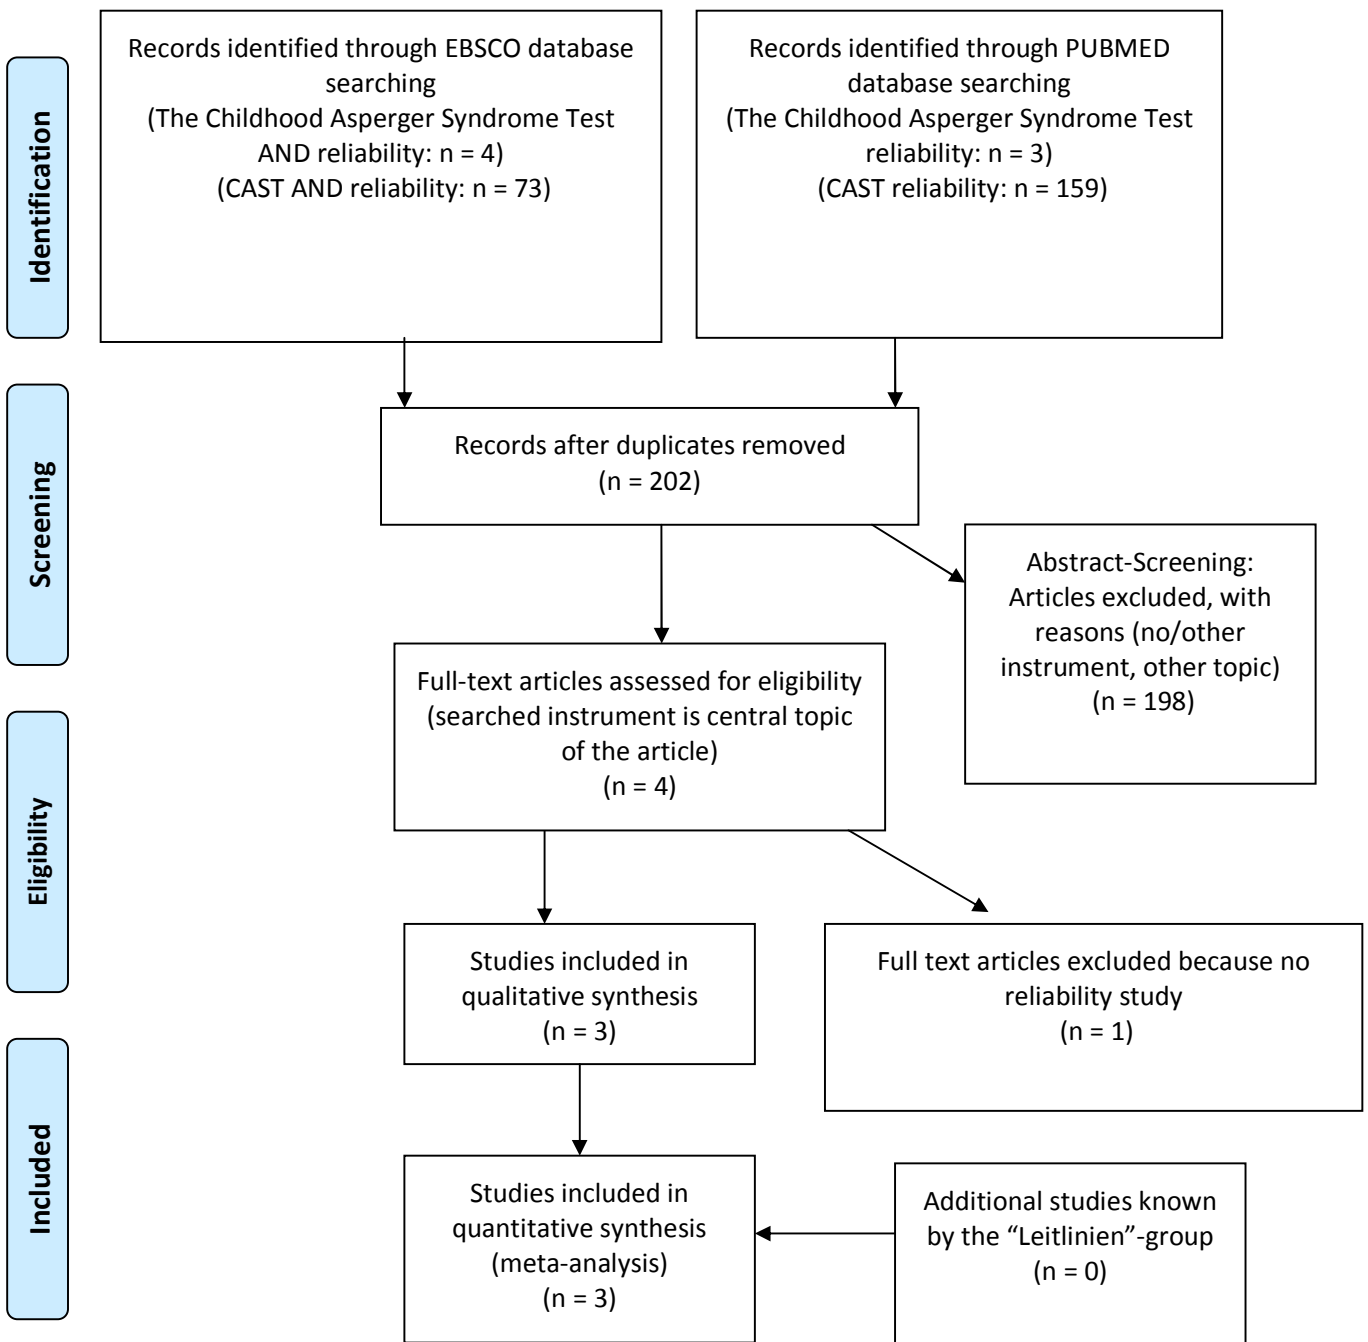 Identification
Records identified through EBSCO database
searching
(The Childhood Asperger Syndrome Test
AND reliability: n = 4)
(CAST AND reliability: n = 73)
Records identified through PUBMED
database searching
(The Childhood Asperger Syndrome Test
reliability: n = 3)
(CAST reliability: n = 159)
Screening
Records after duplicates removed
(n = 202)
Abstract-Screening:
Articles excluded, with
reasons (no/other
instrument, other topic)
(n = 198)
Eligibility
Full-text articles assessed for eligibility
(searched instrument is central topic
of the article)
(n = 4)
Studies included in
qualitative synthesis
(n = 3)
Full text articles excluded because no
reliability study
(n = 1)
Included
Studies included in
quantitative synthesis
(meta-analysis)
(n = 3)
Additional studies known
by the “Leitlinien”-group
(n = 0)